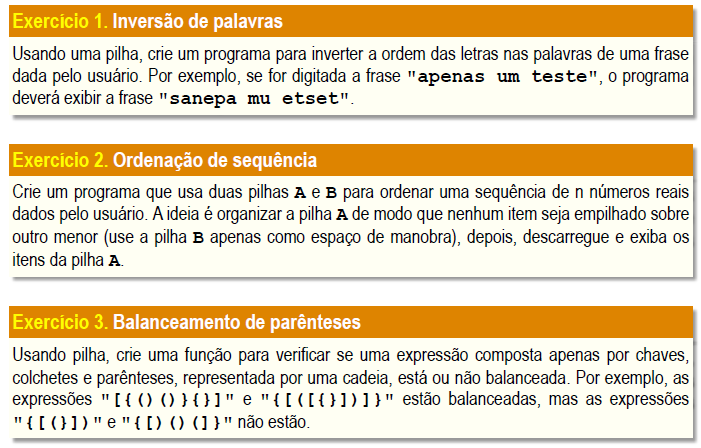 Exercício 1. Inversão de palavras
Usando uma pilha, crie um programa para inverter a ordem das letras nas palavras de uma frase
dada pelo usuário. Por exemplo, se for digitada a frase "apenas um teste", o programa
deverá exibir a frase "sanepa mu etset".
Exercício 2. Ordenação de sequência
Crie um programa que usa duas pilhas A e B para ordenar uma sequência de n números reais
dados pelo usuário. A ideia é organizar a pilha A de modo que nenhum item seja empilhado sobre
outro menor (use a pilha B apenas como espaço de manobra), depois, descarregue e exiba os
itens da pilha A.
Exercício 3. Balanceamento de parênteses
Usando pilha, crie uma função para verificar se uma expressão composta apenas por chaves,
colchetes e parênteses, representada por uma cadeia, está ou não balanceada. Por exemplo, as
expressões "[{()()}{}]" e "{[([{}])]}" estão balanceadas, mas as expressões
"{[(}])" e "{[)()(]}" não estão.